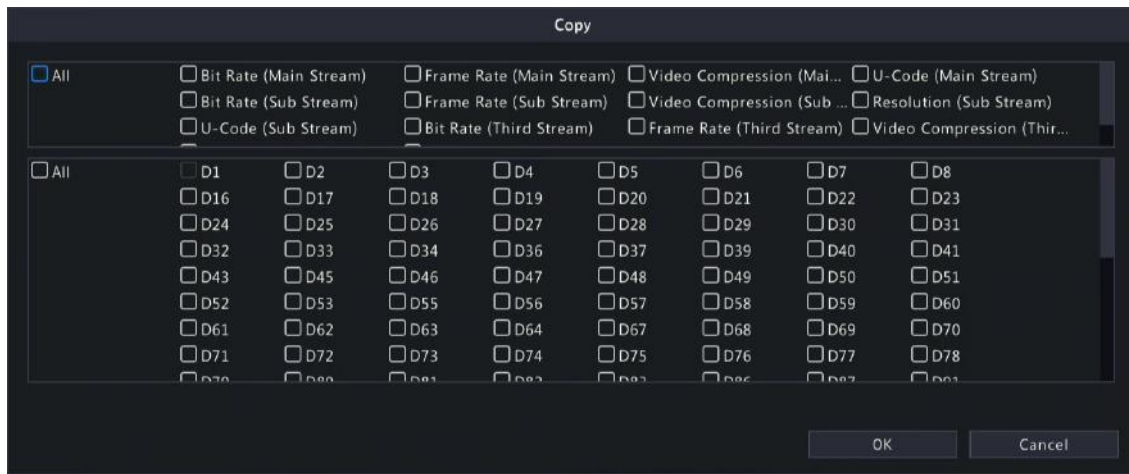 Copy
All Bit Rate (Main Stream) Frame Rate (Main Stream) Video Compression (Mai... U-Code (Main Stream)
Bit Rate (Sub Stream) Frame Rate (Sub Stream) Video Compression (Sub ... Resolution (Sub Stream)
U-Code (Sub Stream) Bit Rate (Third Stream) Frame Rate (Third Stream) Video Compression (Thir...
All D1 D2 D3 D4 D5 D6 D7 D8
D16 D17 D18 D19 D20 D21 D22 D23
D24 D25 D26 D27 D28 D29 D30 D31
D32 D33 D34 D36 D37 D39 D40 D41
D43 D45 D46 D47 D48 D49 D50 D51
D52 D53 D55 D56 D57 D58 D59 D60
D61 D62 D63 D64 D67 D68 D69 D70
D71 D72 D73 D74 D75 D76 D77 D78
OK Cancel